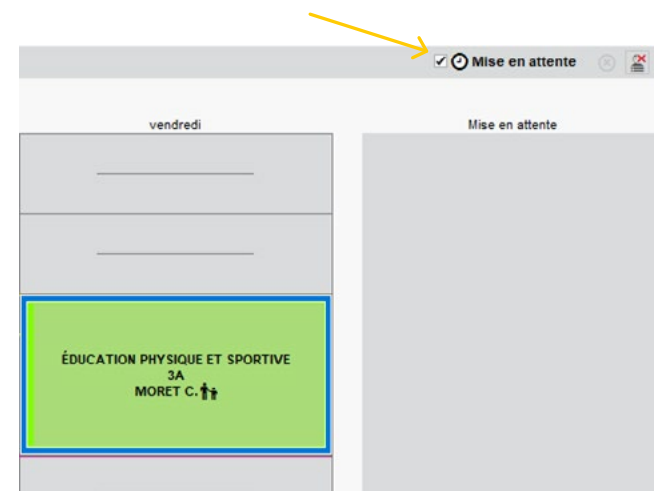 Mise en attente
vendredi
Mise en attente
ÉDUCATION PHYSIQUE ET SPORTIVE
3A
MORET C.